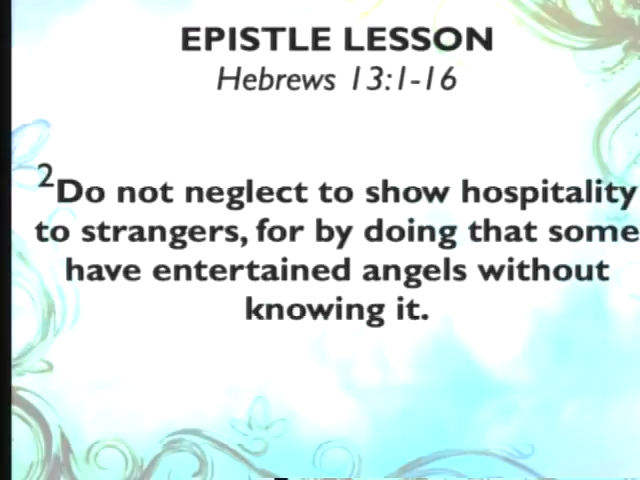 EPISTLE LESSON
Hebrews 13:1-16
2Do not neglect to show hospitality
to strangers, for by doing that some
have entertained angels without
knowing it.